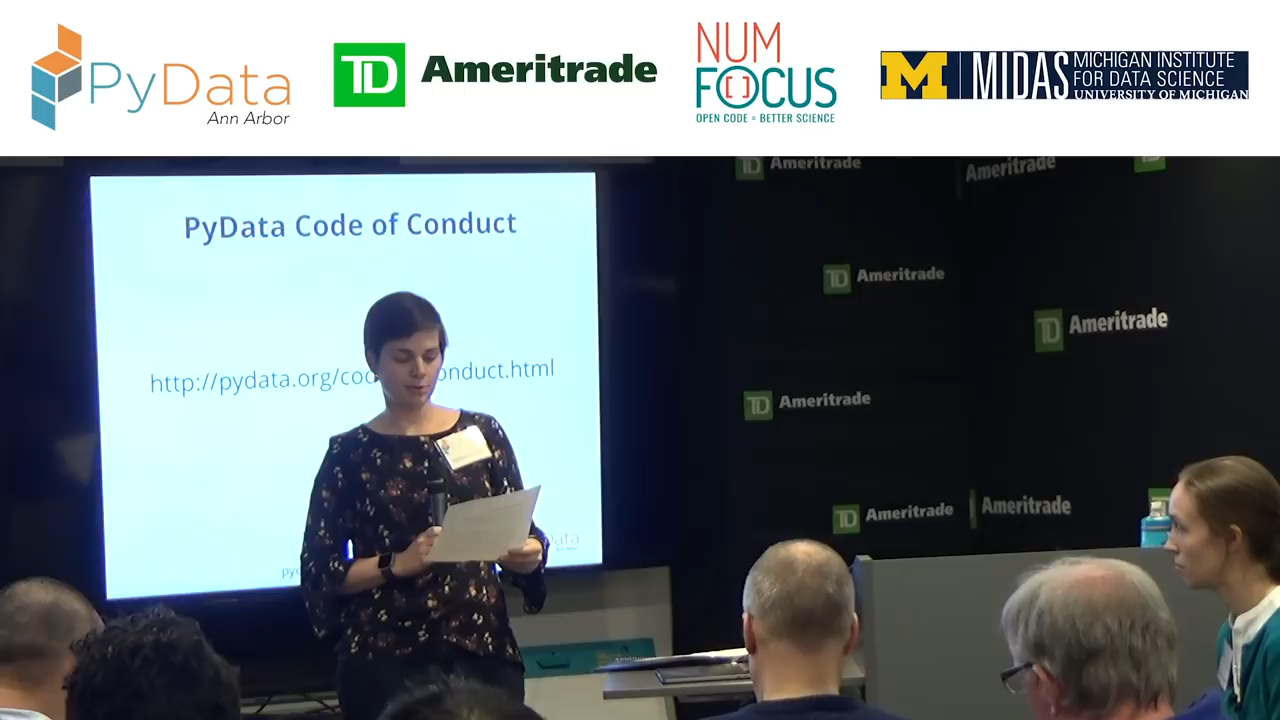 PyData
Ann Arbor
TD Ameritrade
NUM
FOCUS
OPEN CODE = BETTER SCIENCE
M MIDAS
MICHIGAN INSTITUTE
FOR DATA SCIENCE
UNIVERSITY OF MICHIGAN
PyData Code of Conduct
http://pydata.org/co onduct.html
TD Ameritrade
Ameritrade
TD Ameritrade
TD Ameritrade
TD Ameritrade
TD Ameritrade
Ameritrade